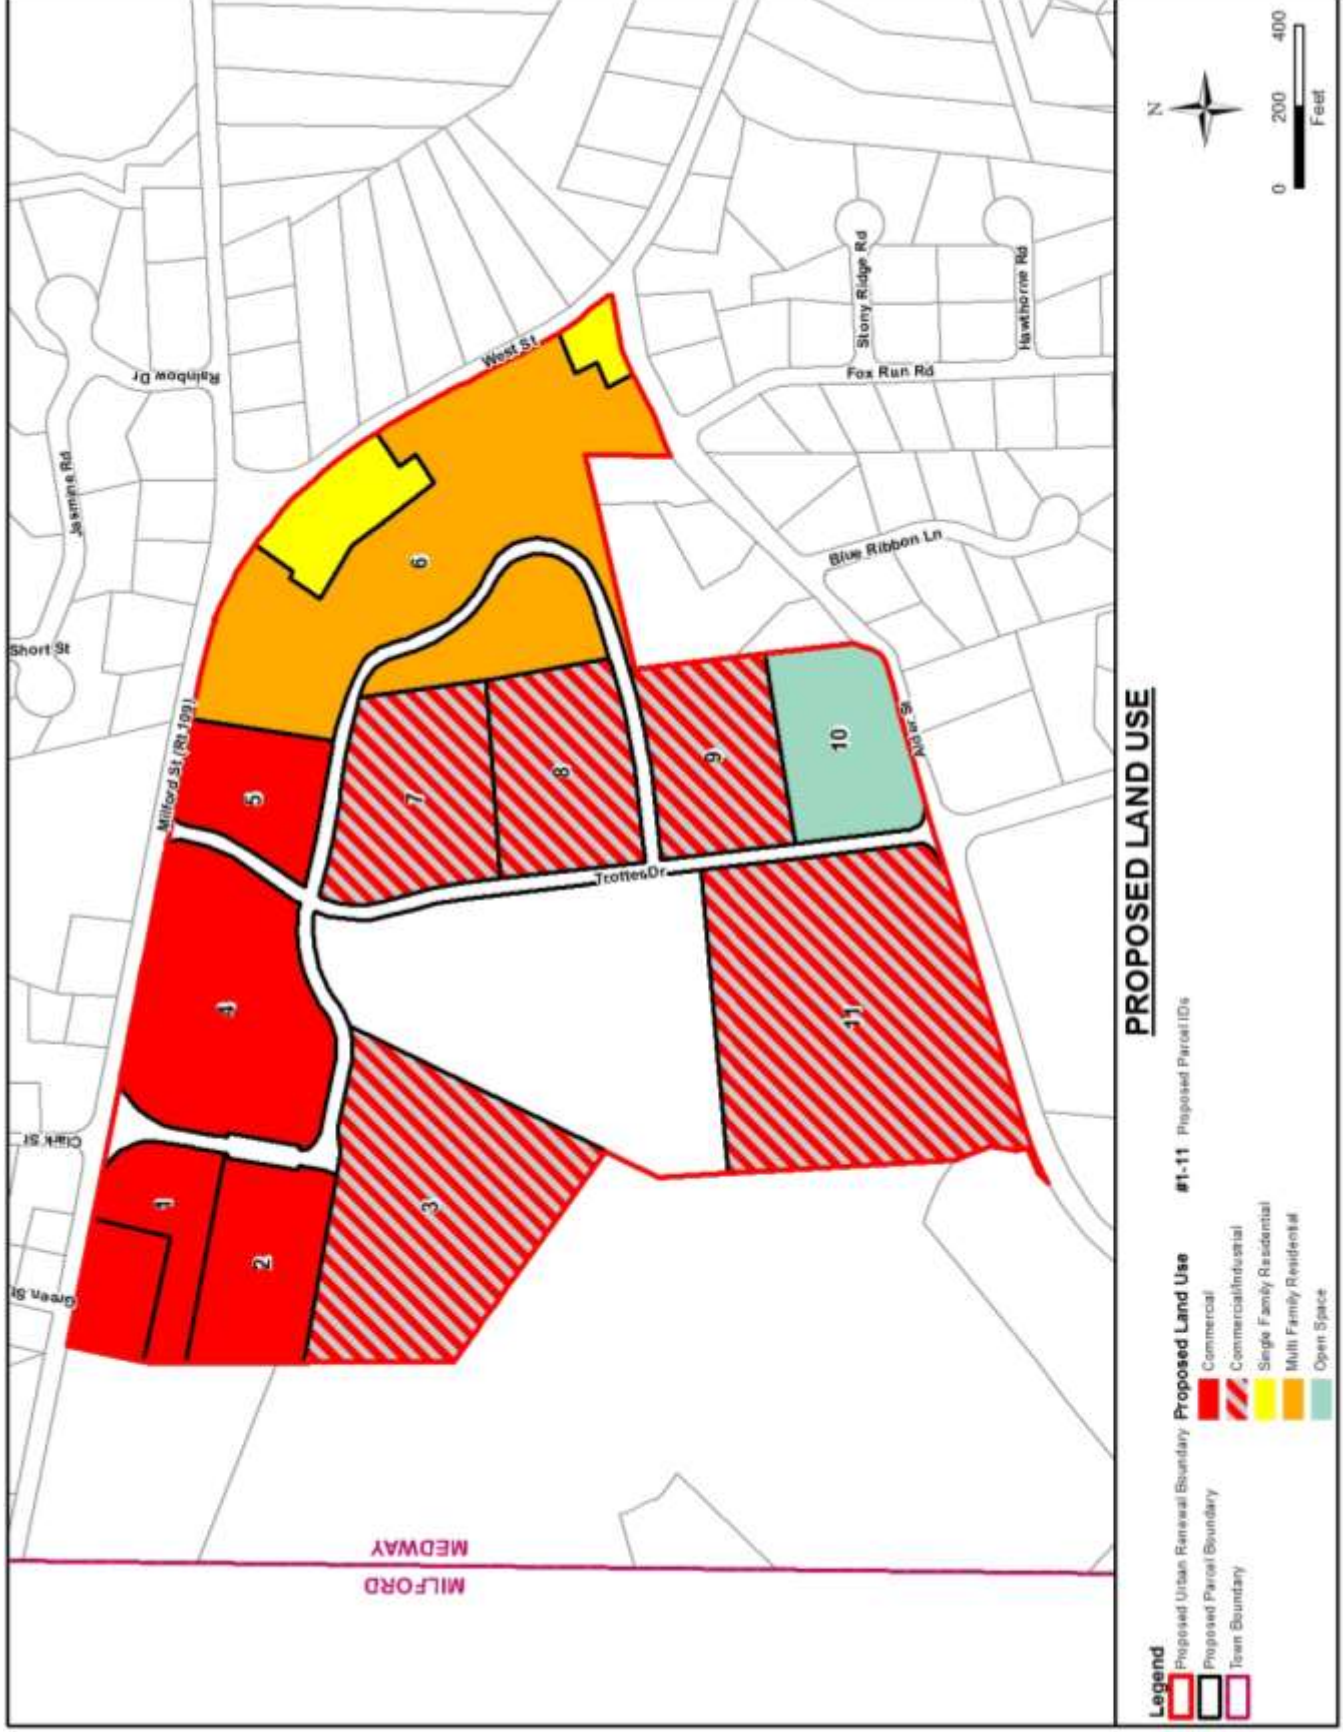 Green St
Clark St
Short St
Jasmine Rd
Rainbow Dr
Milford St (Rt 109)
West St
MILFORD
MEDWAY
1
2
3
4
5
6
7
8
9
10
11
Trotter Dr
Alder St
Blue Ribbon Ln
Fox Run Rd
Stony Ridge Rd
Hawthorne Rd
PROPOSED LAND USE
Legend
Proposed Urban Renewal Boundary
Proposed Parcel Boundary
Town Boundary
Proposed Land Use
Commercial
Commercial/Industrial
Single Family Residential
Multi Family Residential
Open Space
#1-11 Proposed Parcel IDs
N
0 200 400
Feet